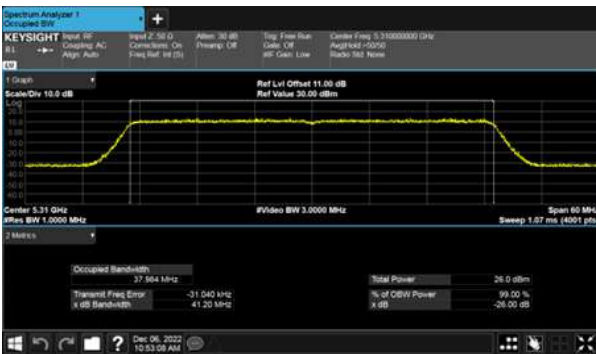 Spectrum Analyzer 1
Occupied BW
+
KEYSIGHT Input: RF Input Z: 50 Ω Atten: 30 dB Trig: Free Run Center Freq: 5.310000000 GHz
RL Coupling: AC Corrections: On Preamp: Off Gate: Off Avg|Hold:>50/50
Align: Auto Freq Ref: Int (S) #IF Gain: Low Radio Std: None
LXI
1 Graph
Ref Lvl Offset 11.00 dB
Scale/Div 10.0 dB Ref Value 30.00 dBm
Log
Center 5.31 GHz #Video BW 3.0000 MHz Span 60 MHz
#Res BW 1.0000 MHz Sweep 1.07 ms (4001 pts)
2 Metrics
Occupied Bandwidth
37.984 MHz Total Power 26.0 dBm
Transmit Freq Error -31.040 kHz % of OBW Power 99.00 %
x dB Bandwidth 41.20 MHz x dB -26.00 dB
? Dec 06, 2022
10:53:08 AM